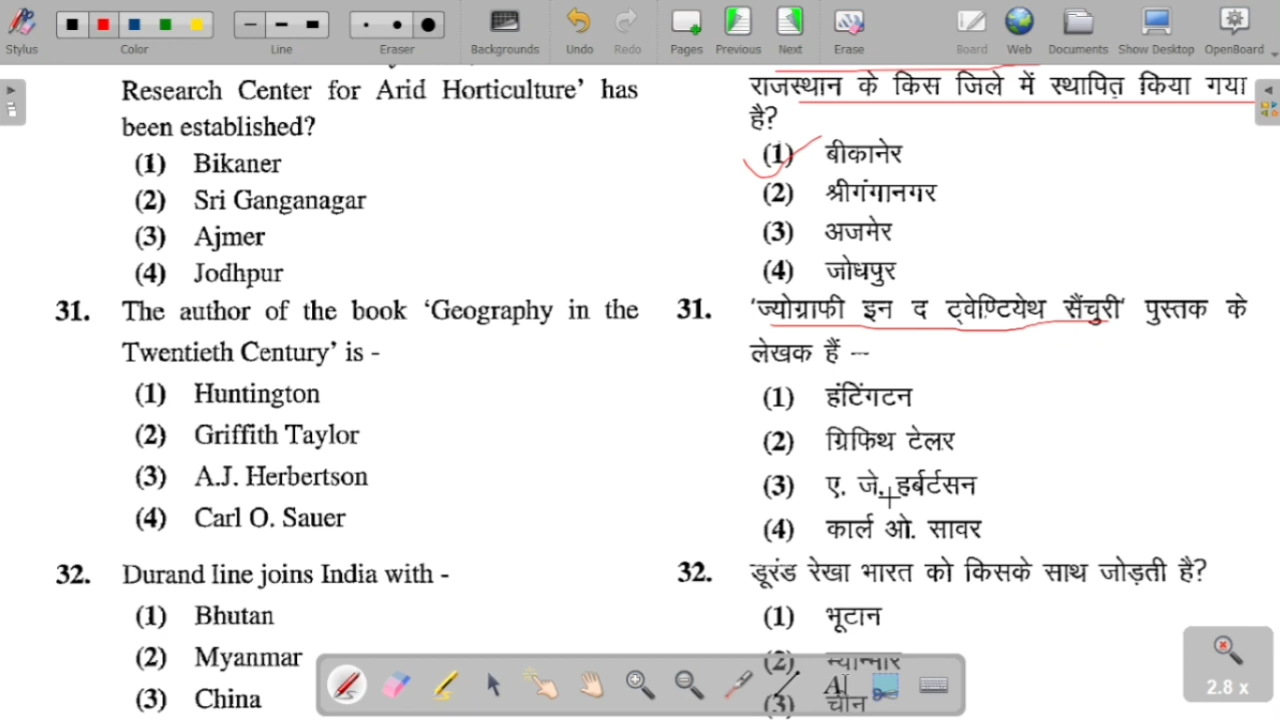 Stylus
Color
Line
Eraser
Backgrounds
Undo
Redo
Pages
Previous
Next
Erase
Board
Web
Documents
Show Desktop
OpenBoard
Research Center for Arid Horticulture’ has
been established?
(1) Bikaner
(2) Sri Ganganagar
(3) Ajmer
(4) Jodhpur
31. The author of the book ‘Geography in the
Twentieth Century’ is -
(1) Huntington
(2) Griffith Taylor
(3) A.J. Herbertson
(4) Carl O. Sauer
32. Durand line joins India with -
(1) Bhutan
(2) Myanmar
(3) China
राजस्थान के किस जिले में स्थापित किया गया
है?
(1) बीकानेर
(2) श्रीगंगानगर
(3) अजमेर
(4) जोधपुर
31. 'ज्योग्राफी इन द ट्वेण्टियेथ सैंचुरी' पुस्तक के
लेखक हैं –
(1) हंटिंगटन
(2) ग्रिफिथ टेलर
(3) ए. जे. हर्बर्टसन
(4) कार्ल ओ. सावर
32. डूरंड रेखा भारत को किसके साथ जोड़ती है?
(1) भूटान
(2) म्यान्मार
(3) चीन
2.8 x